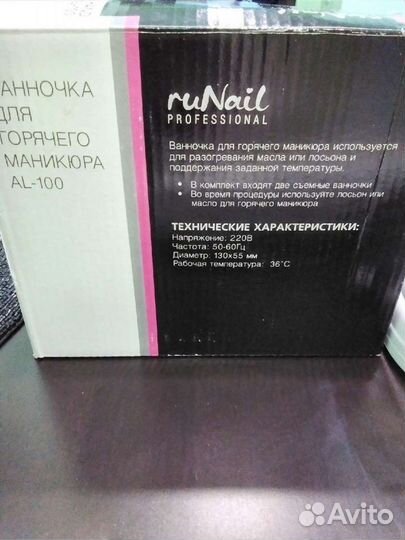 ВАННОЧКА
ДЛЯ
ГОРЯЧЕГО
МАНИКЮРА
AL-100
ruNail
PROFESSIONAL
Ванночка для горячего маникюра используется
для разогревания масла или лосьона и
поддержания заданной температуры.
• В комплект входят две съемные ванночки
• Во время процедуры используйте лосьон или
масло для горячего маникюра
ТЕХНИЧЕСКИЕ ХАРАКТЕРИСТИКИ:
Напряжение: 220В
Частота: 50-60Гц
Диаметр: 130х55 мм
Рабочая температура: 36°С
Avito